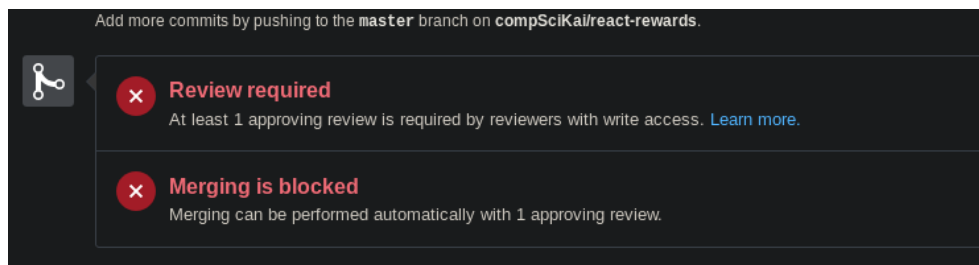 Add more commits by pushing to the master branch on compSciKai/react-rewards.
Review required
At least 1 approving review is required by reviewers with write access. Learn more.
Merging is blocked
Merging can be performed automatically with 1 approving review.